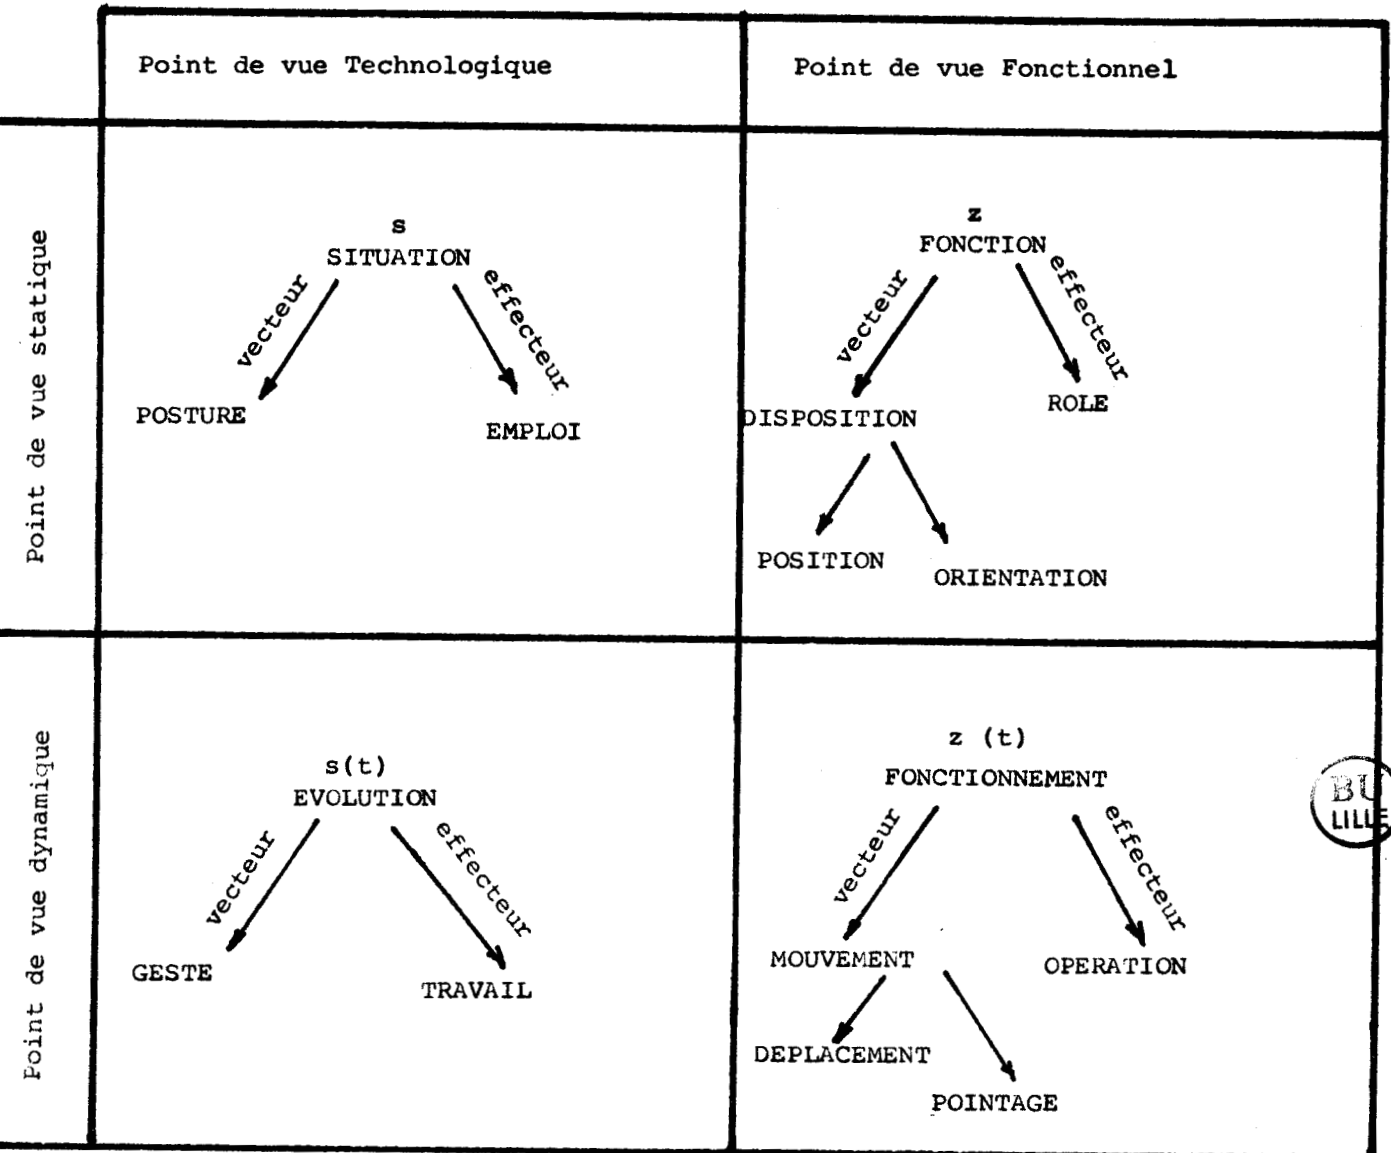 Point de vue Technologique
Point de vue Fonctionnel
Point de vue statique
s
SITUATION
vecteur
effecteur
POSTURE
EMPLOI
z
FONCTION
vecteur
effecteur
DISPOSITION
ROLE
POSITION
ORIENTATION
Point de vue dynamique
s(t)
EVOLUTION
vecteur
effecteur
GESTE
TRAVAIL
z (t)
FONCTIONNEMENT
vecteur
effecteur
MOUVEMENT
OPERATION
DEPLACEMENT
POINTAGE
BU
LILLE